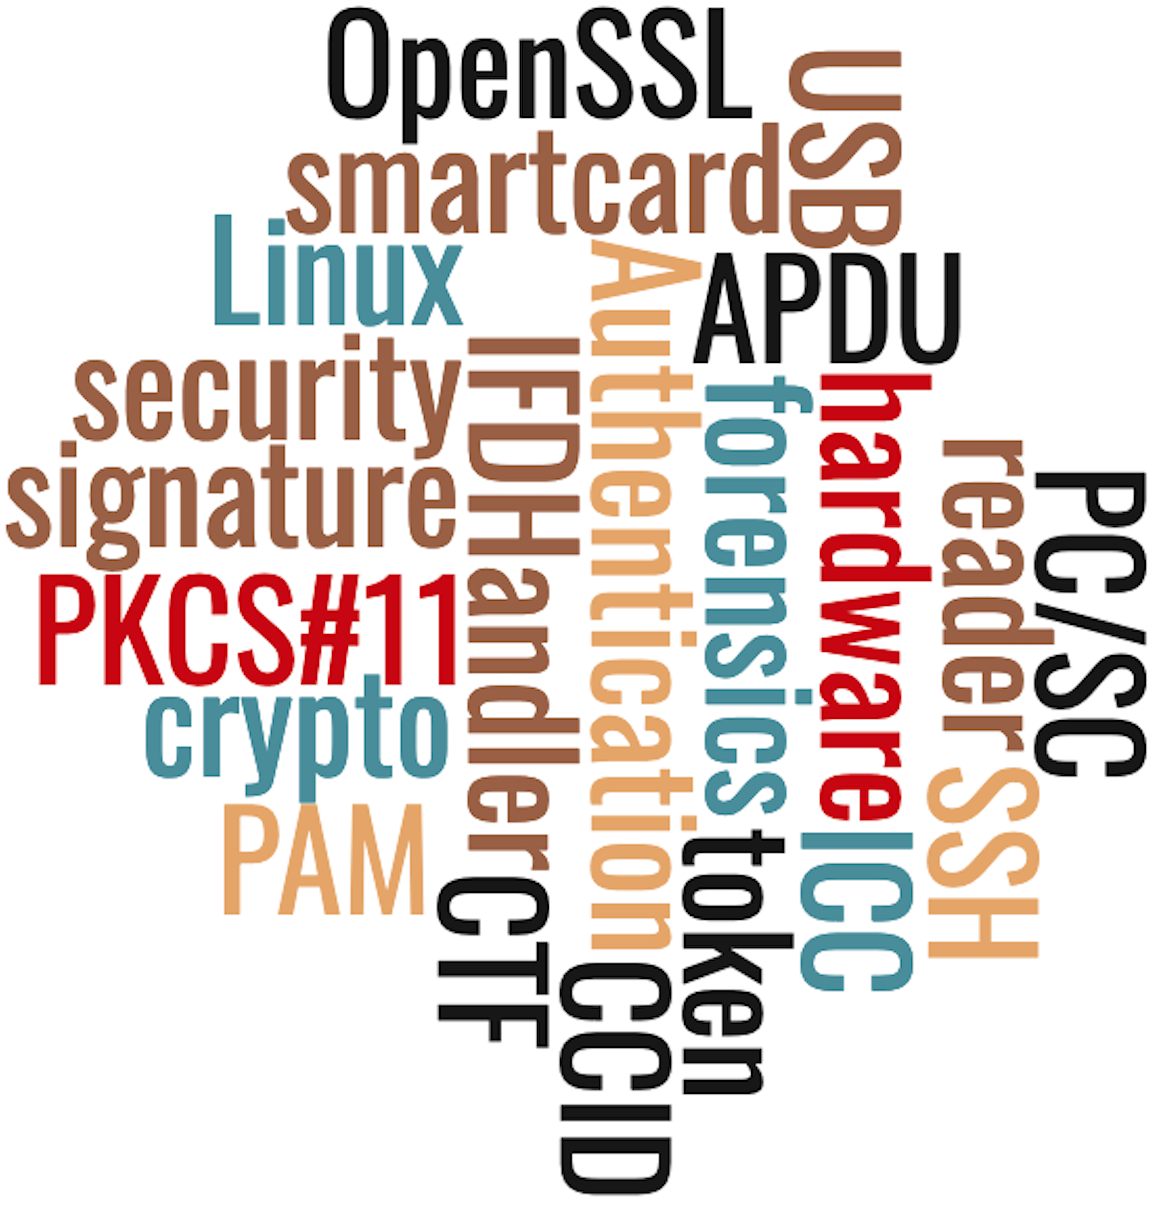 OpenSSL
USB
smartcard
Linux
Authentication
APDU
security
IFDHandler
forensics
hardware
reader
PC/SC
signature
PKCS#11
crypto
PAM
SSH
token
ICC
CTF
CCID